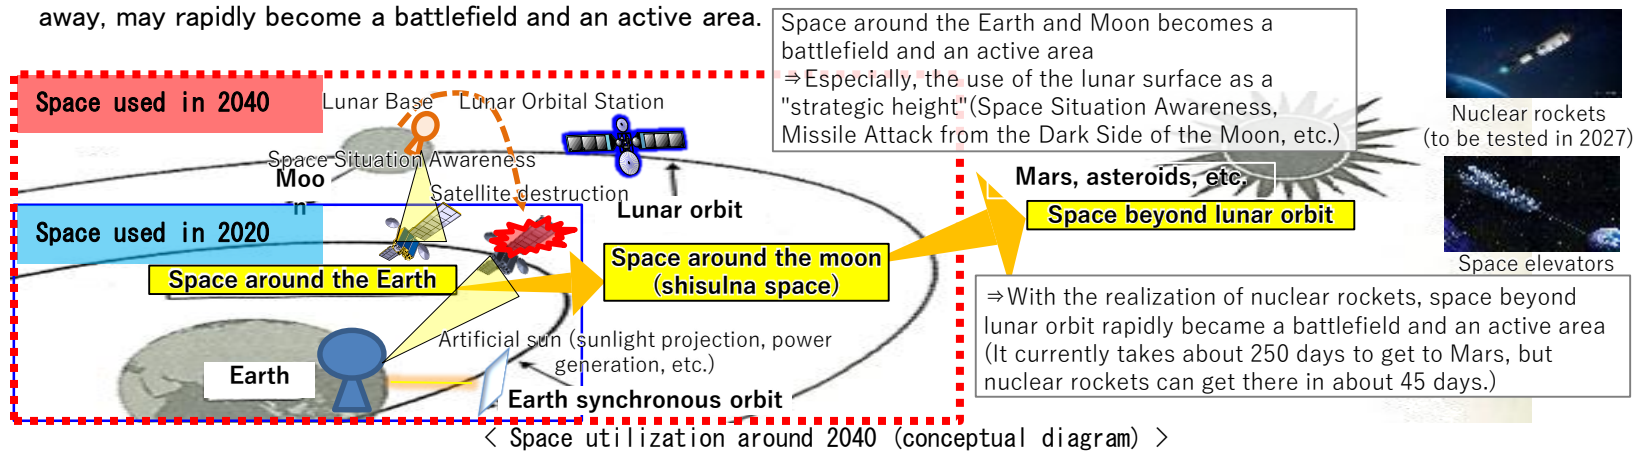 away, may rapidly become a battlefield and an active area.
Space around the Earth and Moon becomes a
battlefield and an active area
⇒Especially, the use of the lunar surface as a
"strategic height"(Space Situation Awareness,
Missile Attack from the Dark Side of the Moon, etc.)
Nuclear rockets
(to be tested in 2027)
Space elevators
Space used in 2040
Lunar Base
Lunar Orbital Station
Space Situation Awareness
Moo
n
Satellite destruction
Lunar orbit
Mars, asteroids, etc.
Space beyond lunar orbit
Space used in 2020
Space around the Earth
Space around the moon
(shisulna space)
⇒With the realization of nuclear rockets, space beyond
lunar orbit rapidly became a battlefield and an active area
(It currently takes about 250 days to get to Mars, but
nuclear rockets can get there in about 45 days.)
Artificial sun (sunlight projection, power
generation, etc.)
Earth
Earth synchronous orbit
< Space utilization around 2040 (conceptual diagram) >